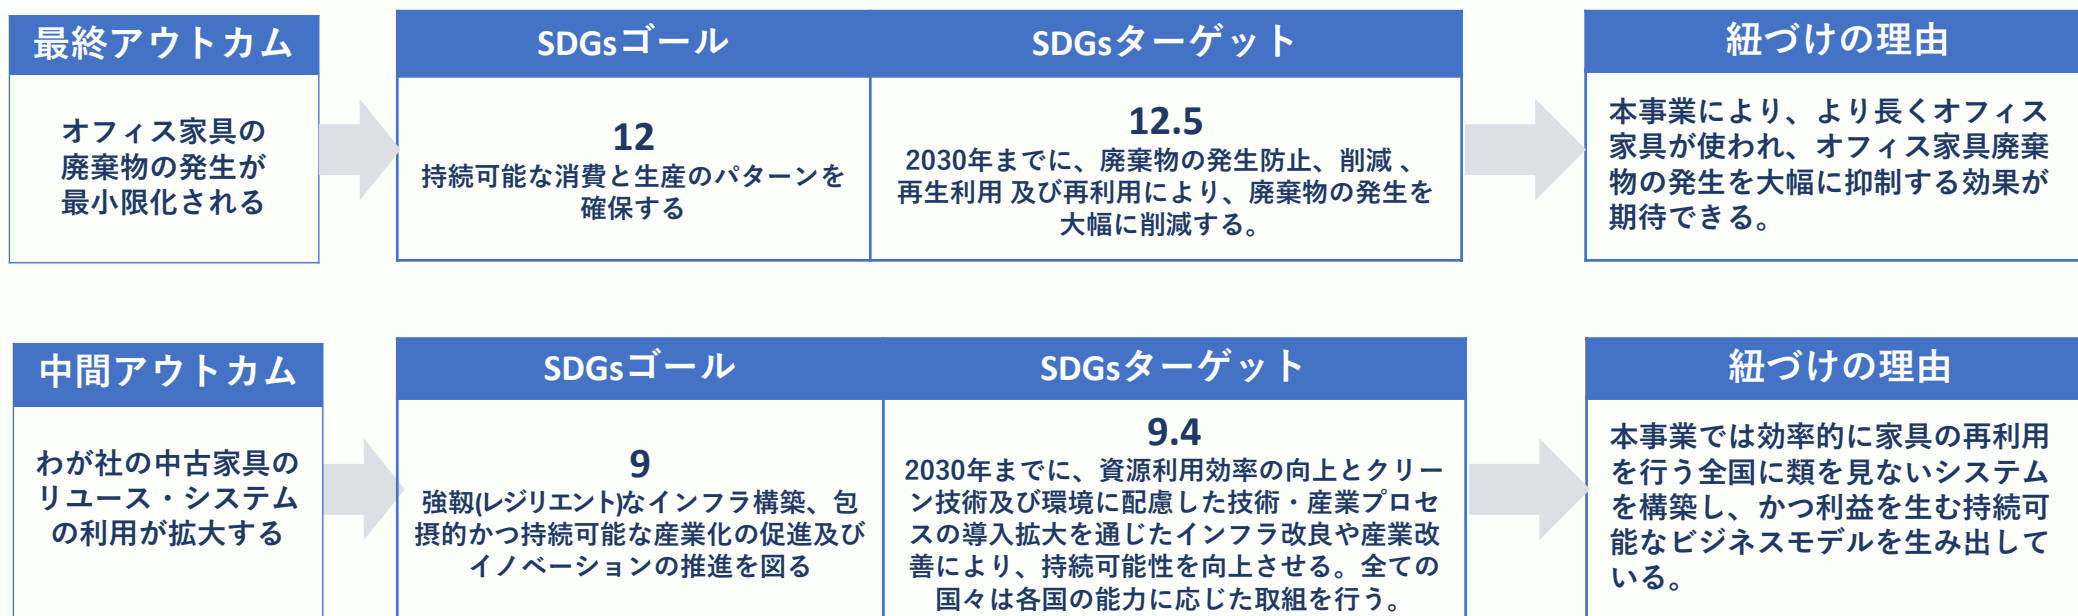 最終アウトカム
オフィス家具の
廃棄物の発生が
最小限化される
SDGsゴール
12
持続可能な消費と生産のパターンを
確保する
SDGsターゲット
12.5
2030年までに、廃棄物の発生防止、削減 、
再生利用 及び再利用により、廃棄物の発生を
大幅に削減する。
紐づけの理由
本事業により、より長くオフィス
家具が使われ、オフィス家具廃棄
物の発生を大幅に抑制する効果が
期待できる。
中間アウトカム
わが社の中古家具の
リユース・システム
の利用が拡大する
SDGsゴール
9
強靱(レジリエント)なインフラ構築、包
摂的かつ持続可能な産業化の促進及び
イノベーションの推進を図る
SDGsターゲット
9.4
2030年までに、資源利用効率の向上とクリー
ン技術及び環境に配慮した技術・産業プロセ
スの導入拡大を通じたインフラ改良や産業改
善により、持続可能性を向上させる。全ての
国々は各国の能力に応じた取組を行う。
紐づけの理由
本事業では効率的に家具の再利用
を行う全国に類を見ないシステム
を構築し、かつ利益を生む持続可
能なビジネスモデルを生み出して
いる。